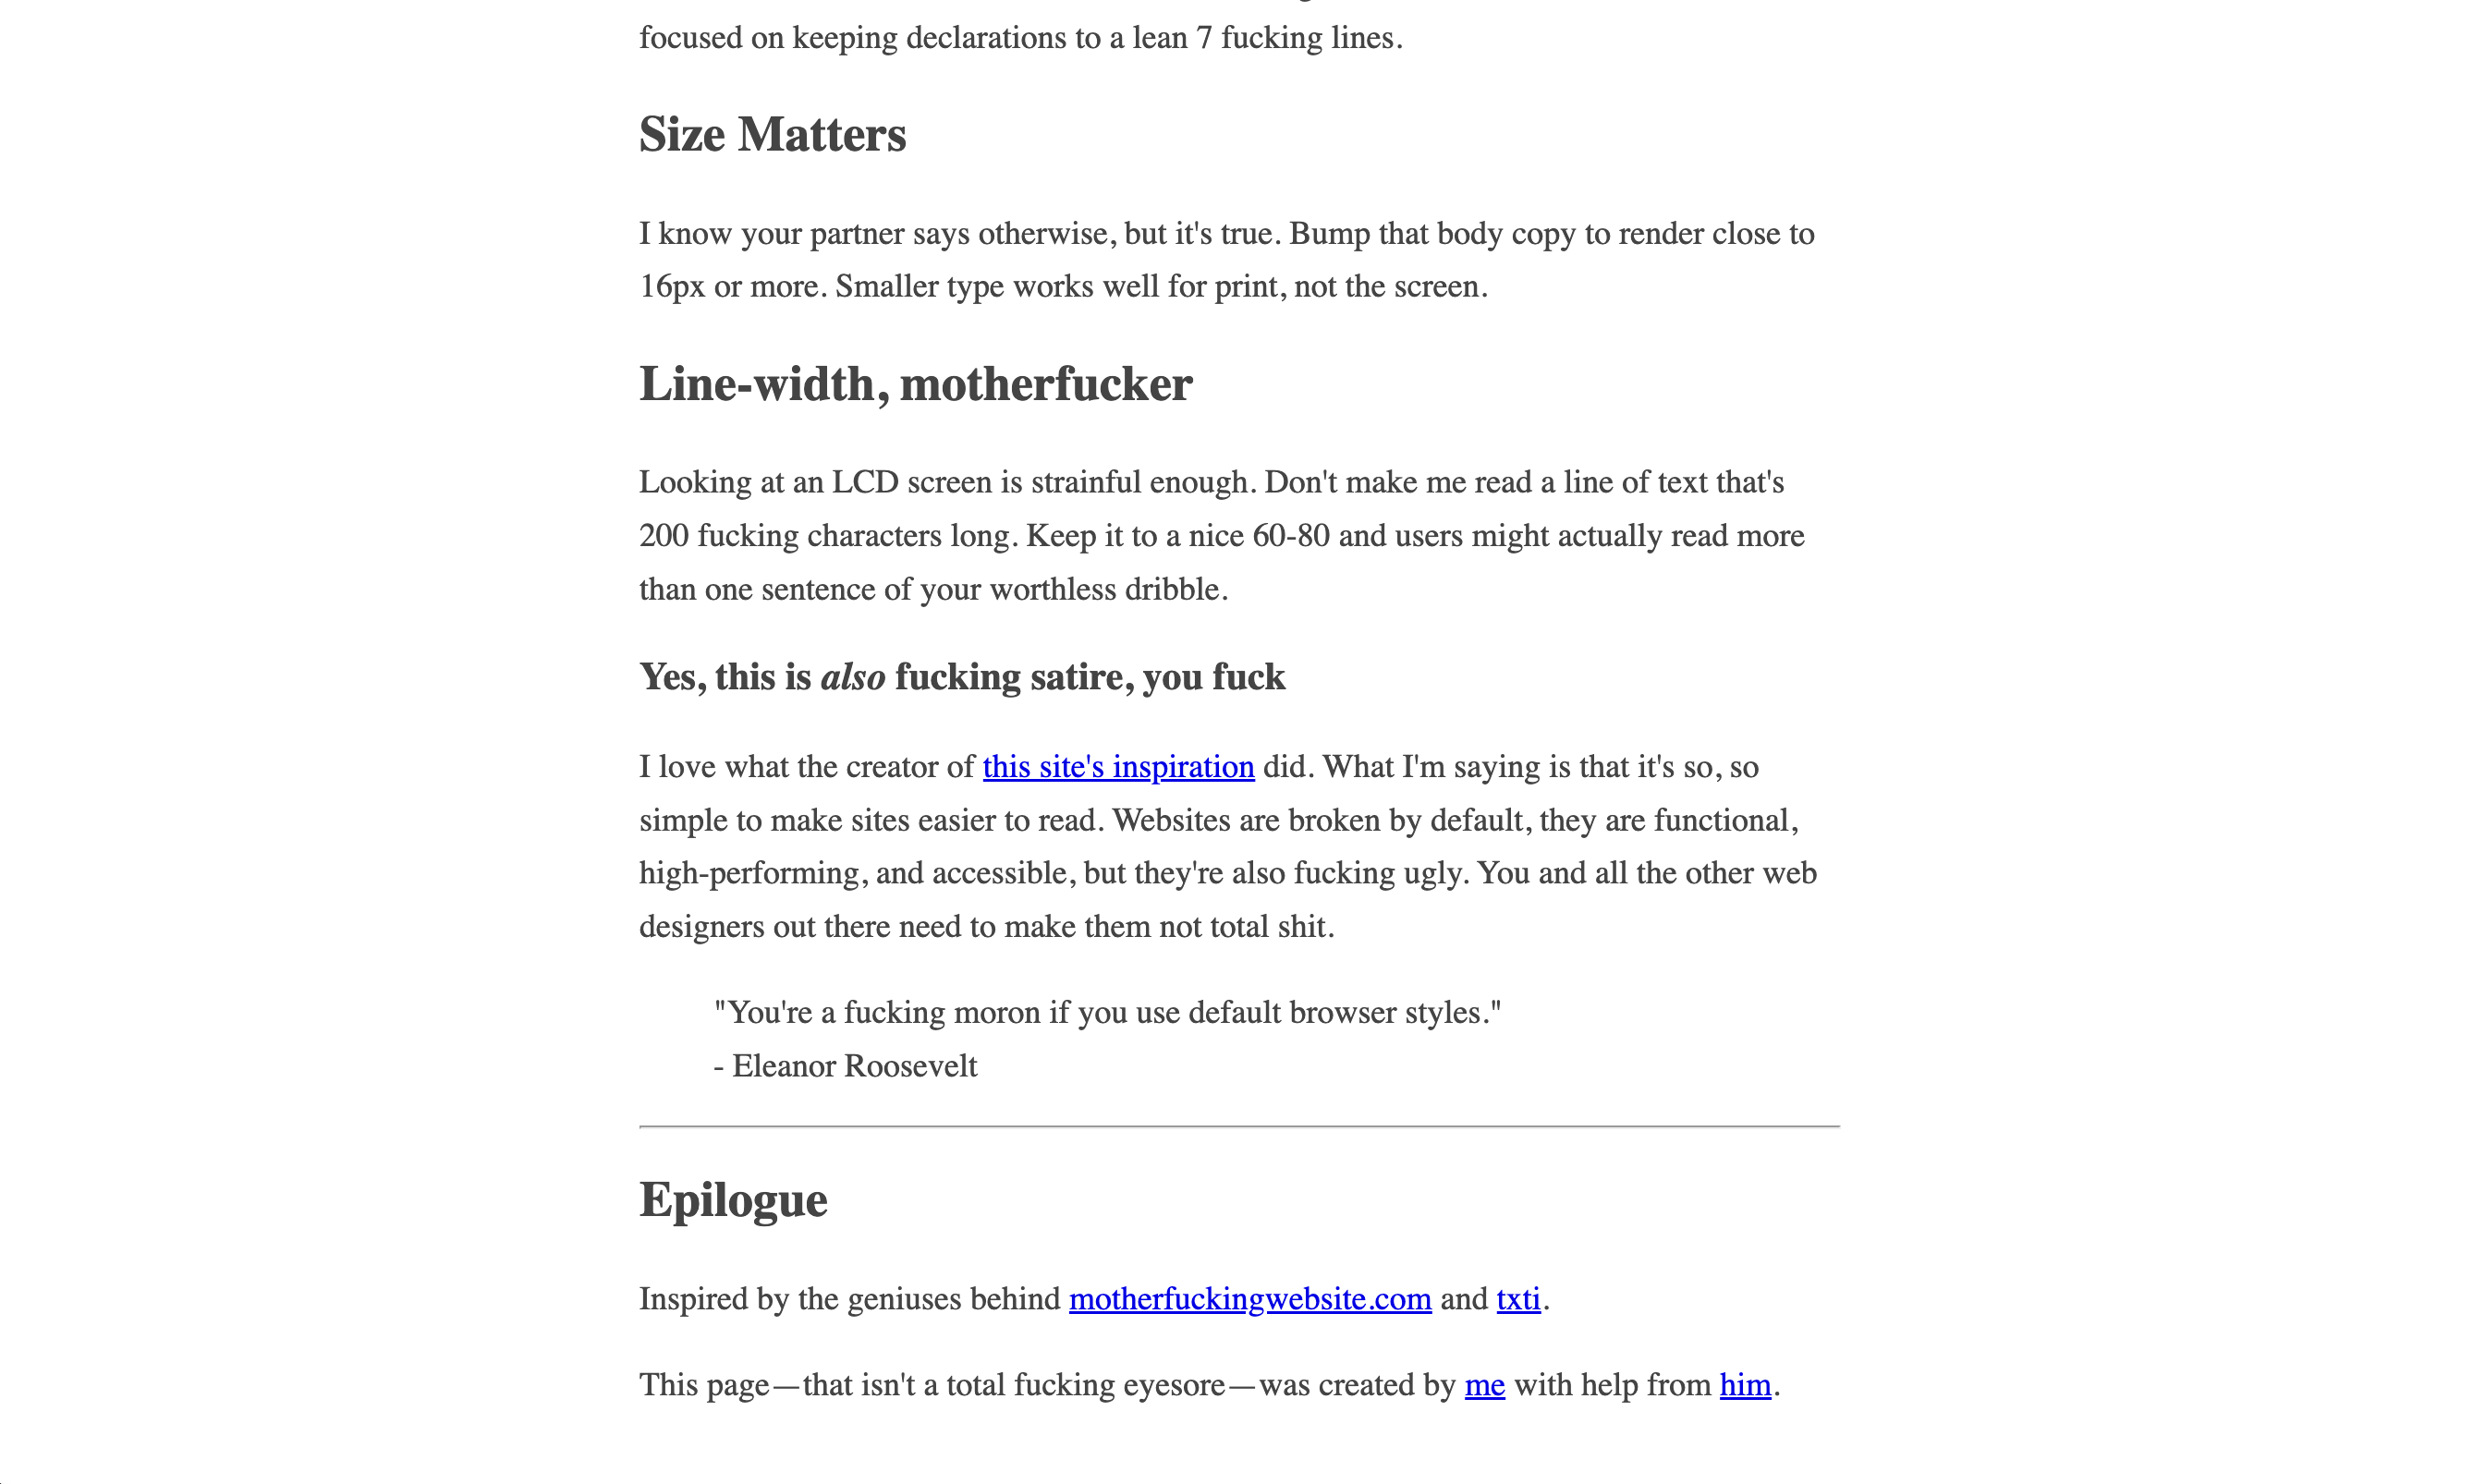 focused on keeping declarations to a lean 7 fucking lines.
Size Matters
I know your partner says otherwise, but it's true. Bump that body copy to render close to
16px or more. Smaller type works well for print, not the screen.
Line-width, motherfucker
Looking at an LCD screen is strainful enough. Don't make me read a line of text that's
200 fucking characters long. Keep it to a nice 60-80 and users might actually read more
than one sentence of your worthless dribble.
Yes, this is also fucking satire, you fuck
I love what the creator of this site's inspiration did. What I'm saying is that it's so, so
simple to make sites easier to read. Websites are broken by default, they are functional,
high-performing, and accessible, but they're also fucking ugly. You and all the other web
designers out there need to make them not total shit.
"You're a fucking moron if you use default browser styles."
- Eleanor Roosevelt
Epilogue
Inspired by the geniuses behind motherfuckingwebsite.com and txti.
This page—that isn't a total fucking eyesore—was created by me with help from him.